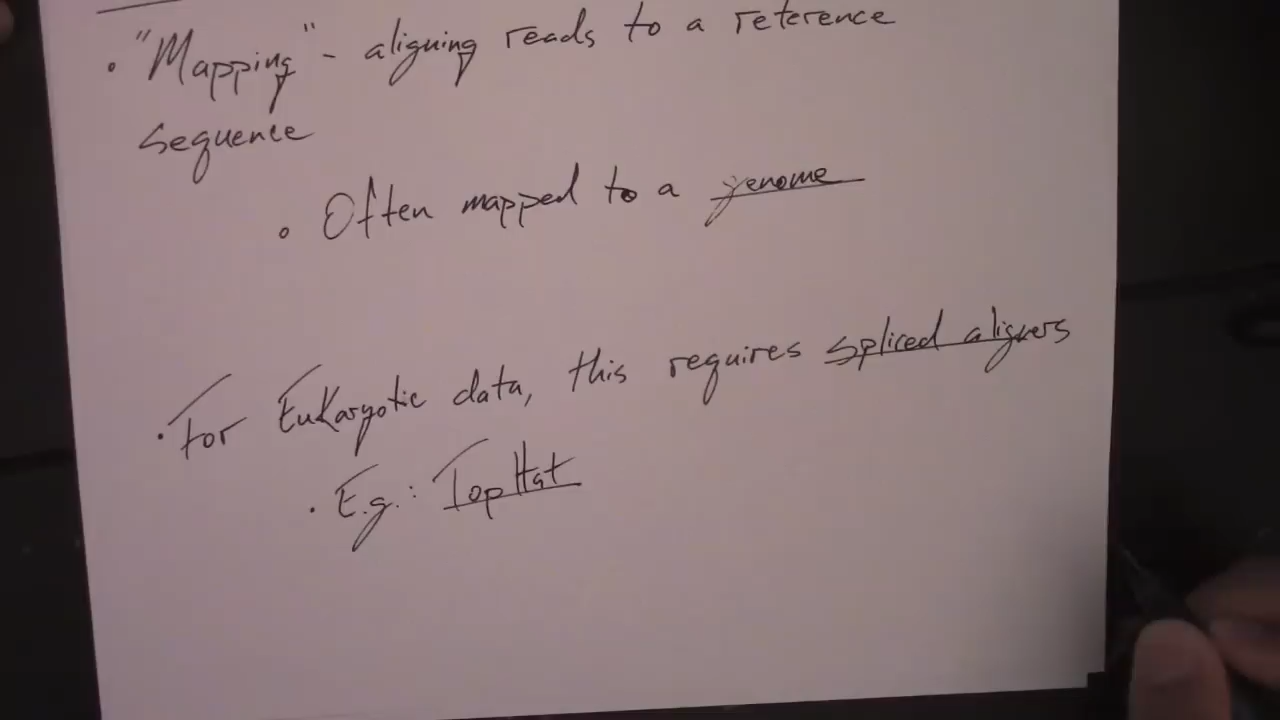 • "Mapping" - aligning reads to a reference
sequence
• Often mapped to a genome
• For Eukaryotic data, this requires spliced aligners
• E.g.: TopHat